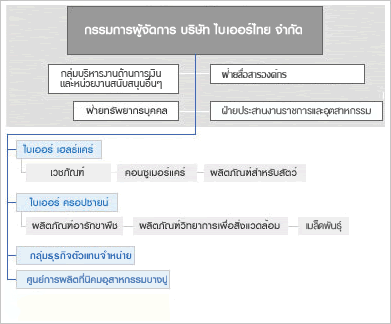 กรรมการผู้จัดการ บริษัท ไบเออร์ไทย จำกัด
กลุ่มบริหารงานด้านการเงิน
และหน่วยงานสนับสนุนอื่นๆ
ฝ่ายสื่อสารองค์กร
ฝ่ายทรัพยากรบุคคล
ฝ่ายประสานงานราชการและอุตสาหกรรม
ไบเออร์ เฮลธ์แคร์
เวชภัณฑ์
คอนซูเมอร์แคร์
ผลิตภัณฑ์สำหรับสัตว์
ไบเออร์ ครอปซายน์
ผลิตภัณฑ์อารักขาพืช
ผลิตภัณฑ์วิทยาการเพื่อสิ่งแวดล้อม
เมล็ดพันธุ์
กลุ่มธุรกิจตัวแทนจำหน่าย
ศูนย์การผลิตที่นิคมอุสาหกรรมบางปู